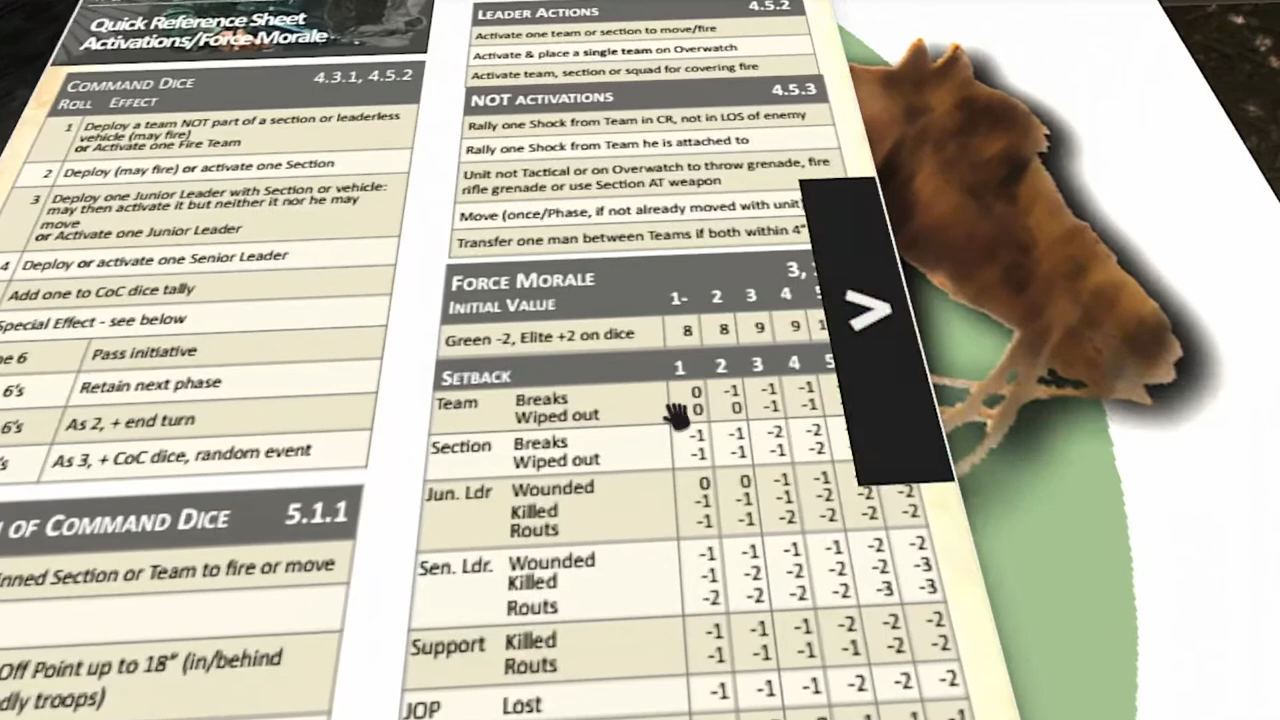 Quick Reference Sheet
Activations/Force Morale
COMMAND DICE 4.3.1, 4.5.2
ROLL EFFECT
1 Deploy a team NOT part of a section or leaderless
vehicle (may fire)
or Activate one Fire Team
2 Deploy (may fire) or activate one Section
3 Deploy one Junior Leader with Section or vehicle:
may then activate it but neither it nor he may
move
or Activate one Junior Leader
4 Deploy or activate one Senior Leader
Add one to CoC dice tally
Special Effect - see below
6 Pass initiative
6's Retain next phase
6's As 2, + end turn
As 3, + CoC dice, random event
OF COMMAND DICE 5.1.1
Section or Team to fire or move
Off Point up to 18" (in/behind
troops)
LEADER ACTIONS 4.5.2
Activate one team or section to move/fire
Activate & place a single team on Overwatch
Activate team, section or squad for covering fire
NOT ACTIVATIONS 4.5.3
Rally one Shock from Team in CR, not in LOS of enemy
Rally one Shock from Team he is attached to
Unit not Tactical or on Overwatch to throw grenade, fire
rifle grenade or use Section AT weapon
Move (once/Phase, if not already moved with unit)
Transfer one man between Teams if both within 4"
FORCE MORALE 3,
INITIAL VALUE 1- 2 3 4
Green -2, Elite +2 on dice 8 8 9 9
SETBACK 1 2 3 4
Team Breaks 0 -1 -1 -1
Wiped out 0 0 -1 -1
Section Breaks -1 -1 -2 -2
Wiped out -1 -1 -1 -2
Jun. Ldr Wounded 0 0 -1 -1 -2 -2
Killed -1 -1 -1 -2 -2 -2
Routs -1 -1 -2 -2 -2 -2
Sen. Ldr. Wounded -1 -1 -1 -1 -2 -2
Killed -1 -2 -2 -2 -2 -3
Routs -2 -2 -2 -2 -3 -3
Support Killed -1 -1 -1 -2 -2 -2
Routs -1 -1 -1 -1 -2 -2
JOP Lost -1 -1 -1 -2 -2 -2
>